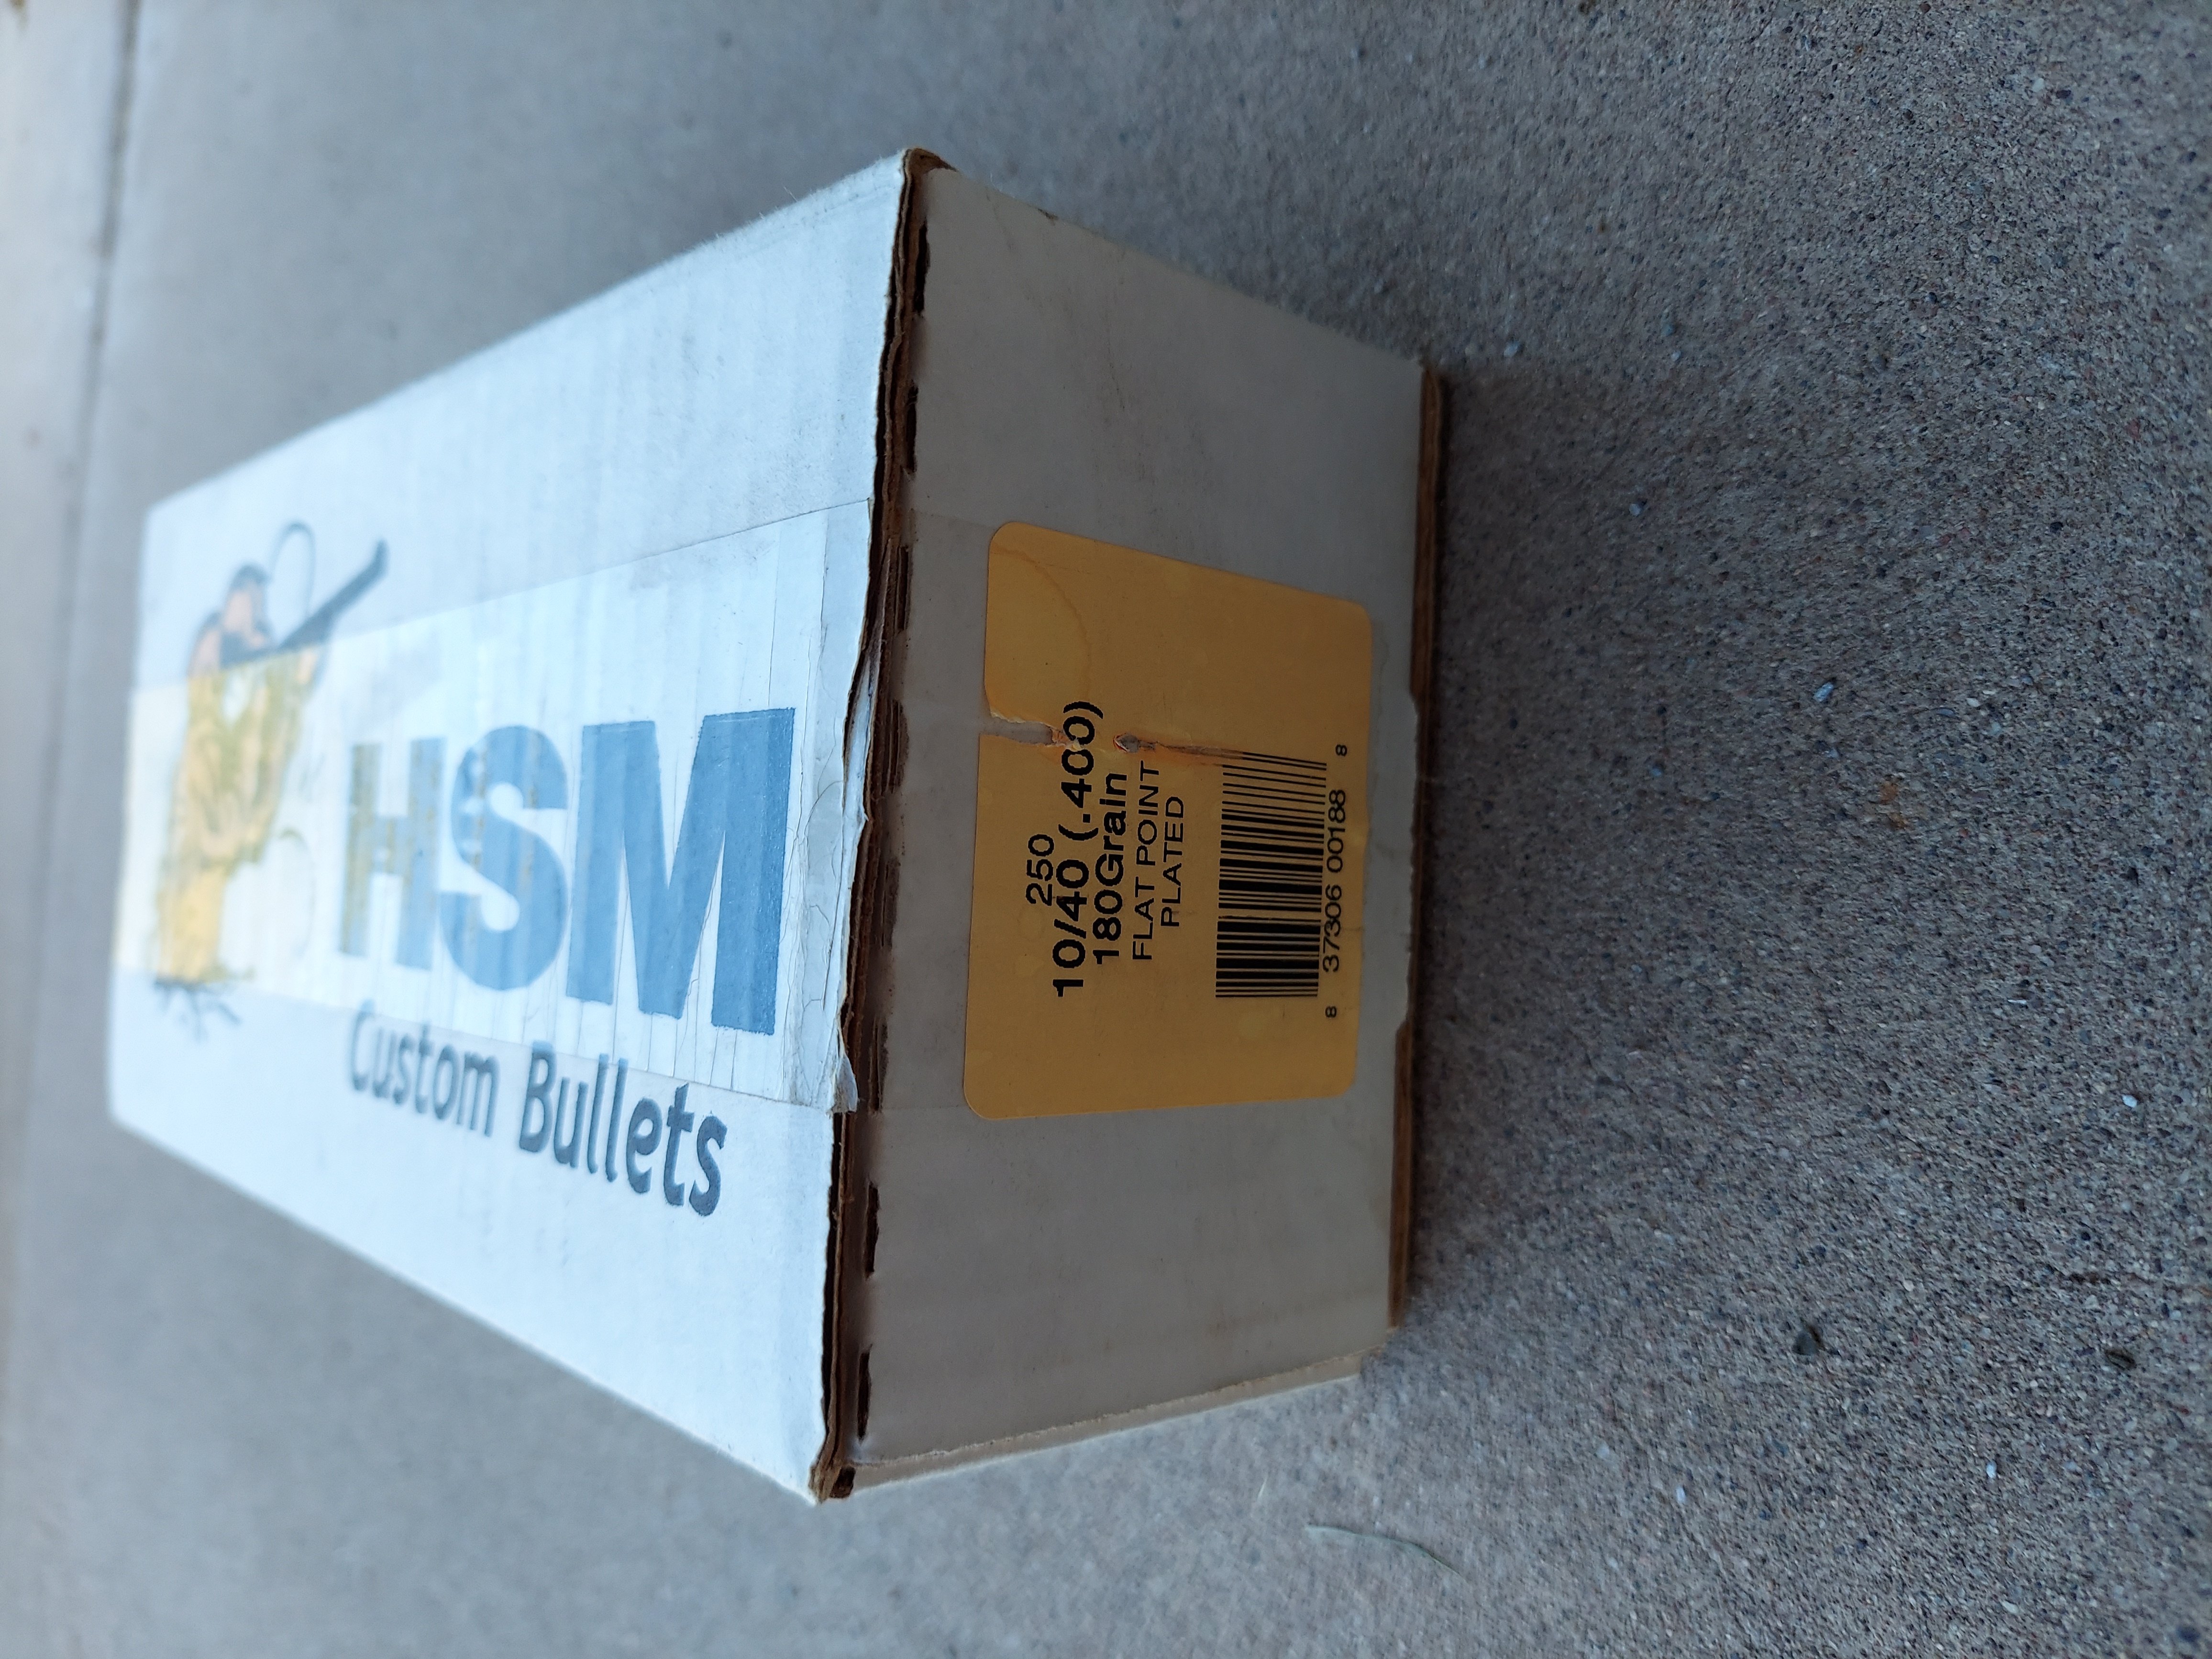 HSM
Custom Bullets
250
10/40 (.400)
180Grain
FLAT POINT
PLATED
8 37306 00188 8